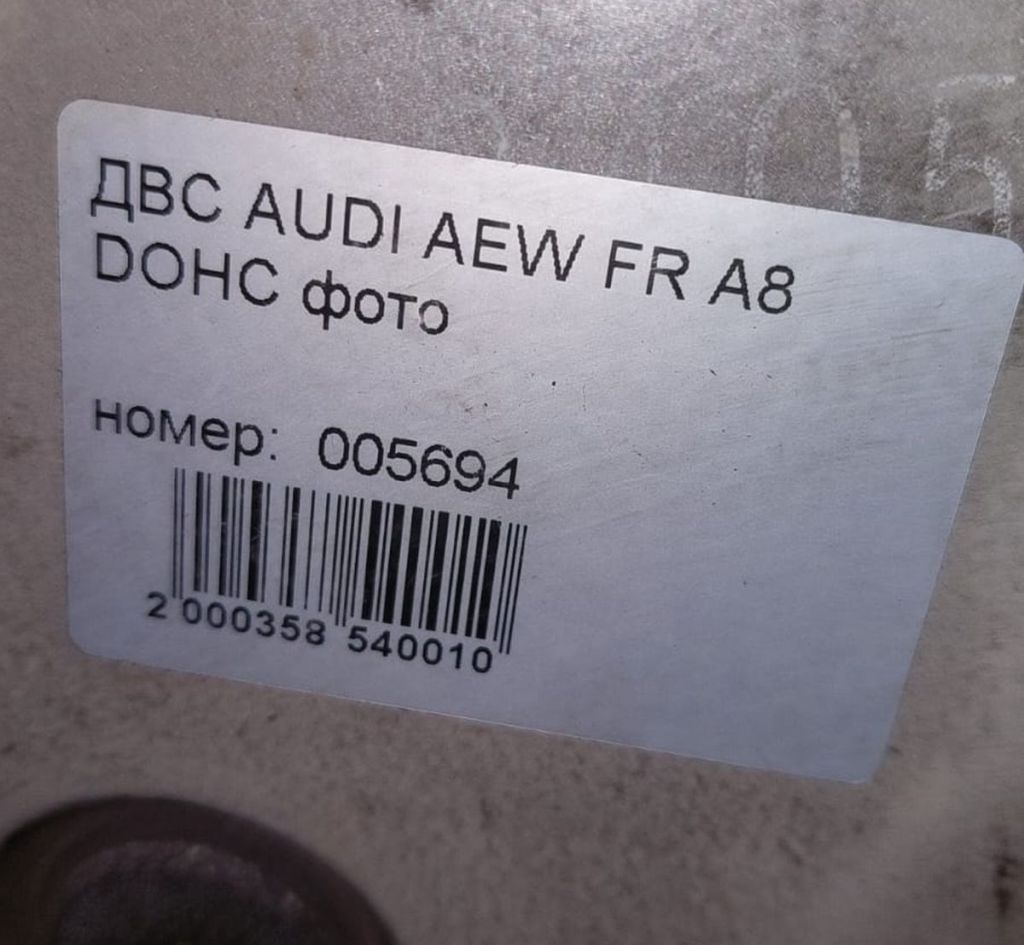 ДВС AUDI AEW FR A8
DOHC фото
номер: 005694
2 000358 540010